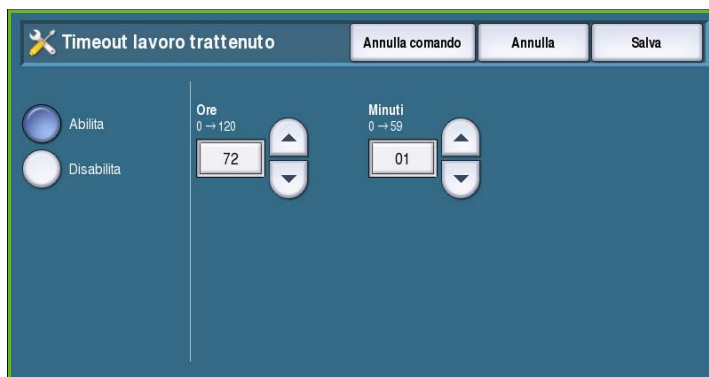 Timeout lavoro trattenuto
Annulla comando
Annulla
Salva
Abilita
Disabilita
Ore
0 → 120
72
Minuti
0 → 59
01